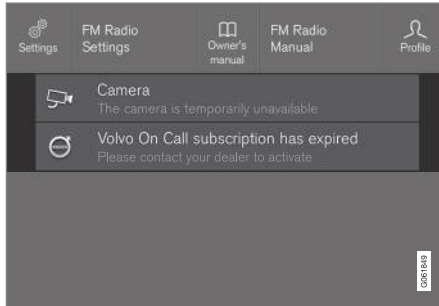 Settings
FM Radio
Settings
Owner's
manual
FM Radio
Manual
Profile
Camera
The camera is temporarily unavailable
Volvo On Call subscription has expired
Please contact your dealer to activate
G061849